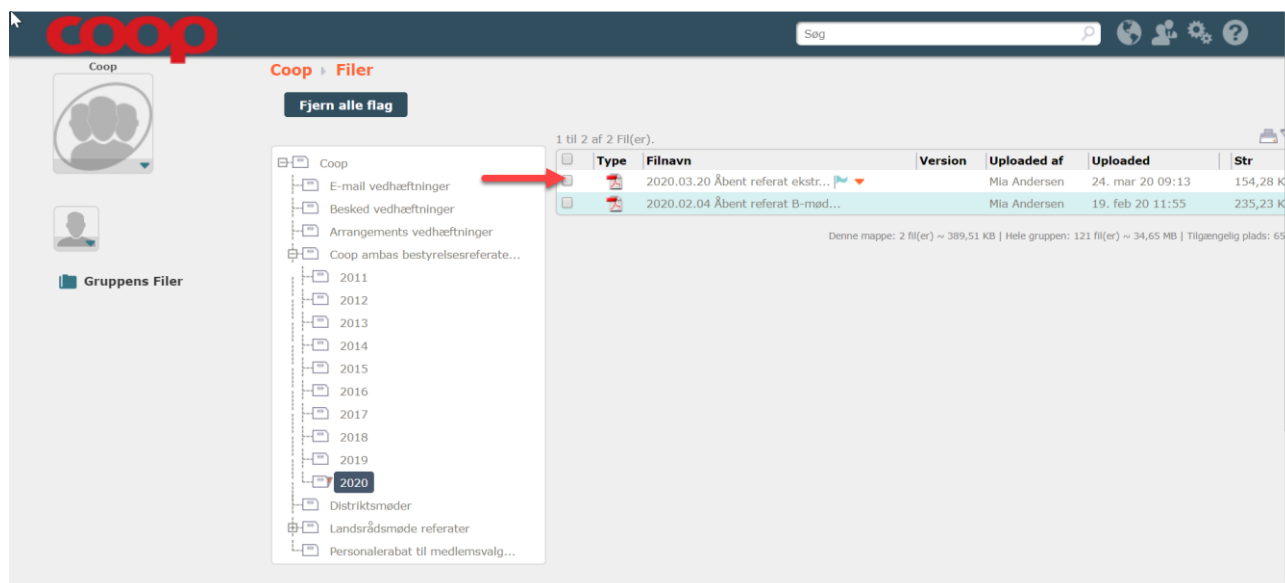 coop
Søg
Coop
Coop Filer
Fjern alle flag
1 til 2 af 2 Fil(er).
Type Filnavn Version Uploaded af Uploaded Str
2020.03.20 Åbent referat ekstr... Mia Andersen 24. mar 20 09:13 154,28 K
2020.02.04 Åbent referat B-mød... Mia Andersen 19. feb 20 11:55 235,23 K
Denne mappe: 2 fil(er) ~ 389,51 KB | Hele gruppen: 121 fil(er) ~ 34,65 MB | Tilgængelig plads: 65
Coop
E-mail vedhæftninger
Besked vedhæftninger
Arrangements vedhæftninger
Coop ambas bestyrelsesreferate...
2011
2012
2013
2014
2015
2016
2017
2018
2019
2020
Distriktsmøder
Landsrådsmøde referater
Personalerabat til medlemsvalg...
Gruppens Filer